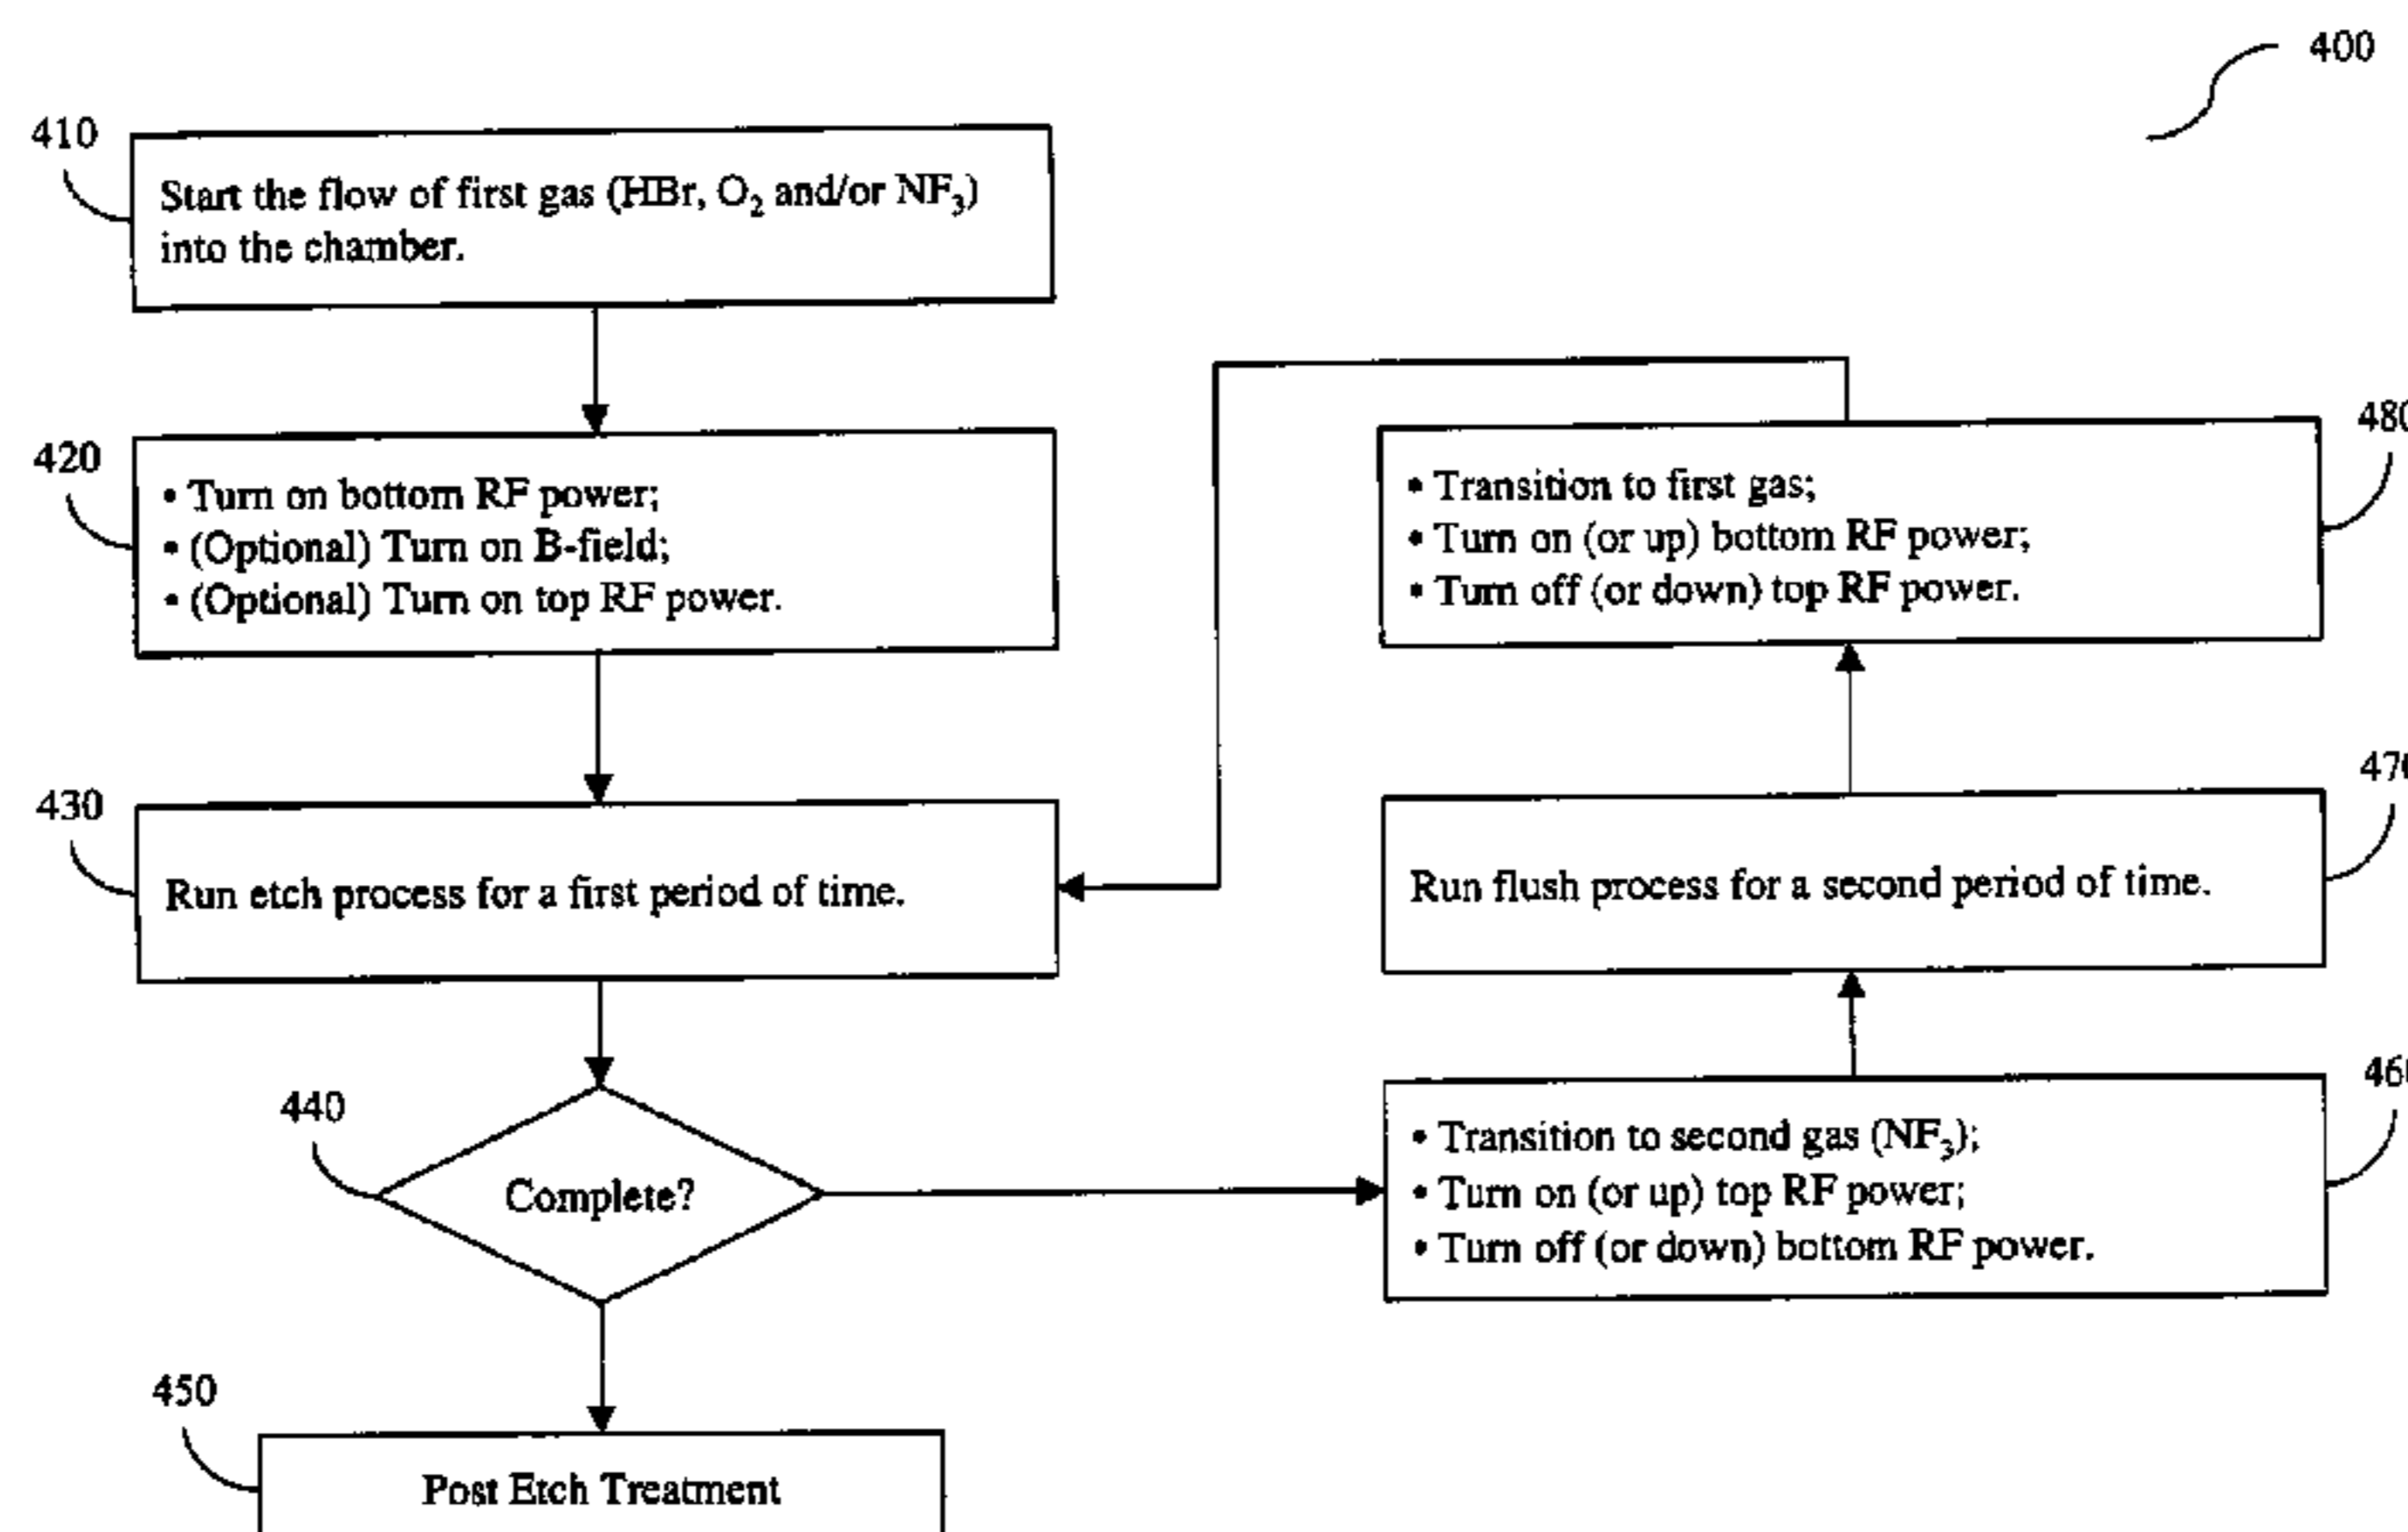 400
410
Start the flow of first gas (HBr, O₂ and/or NF₃)
into the chamber.
420
• Turn on bottom RF power;
• (Optional) Turn on B-field;
• (Optional) Turn on top RF power.
430
Run etch process for a first period of time.
440
Complete?
450
Post Etch Treatment
460
• Transition to second gas (NF₃);
• Turn on (or up) top RF power;
• Turn off (or down) bottom RF power.
470
Run flush process for a second period of time.
480
• Transition to first gas;
• Turn on (or up) bottom RF power;
• Turn off (or down) top RF power.